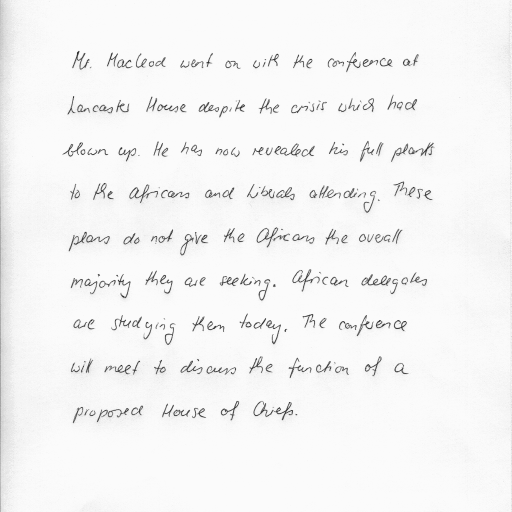 Mr. Macleod went on with the conference at
Lancaster House despite the crisis which had
blown up. He has now revealed his full plans
to the Africans and Liberals attending. These
plans do not give the Africans the overall
majority they are seeking. African delegates
are studying them today. The conference
will meet to discuss the function of a
proposed House of Chiefs.